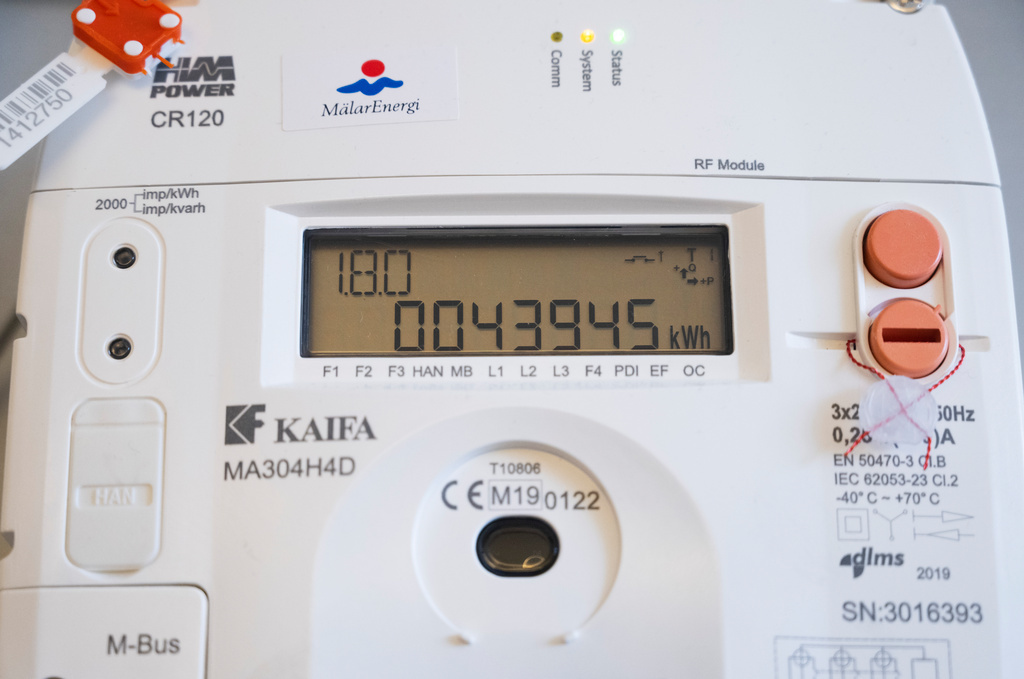 HM
POWER
CR120
1412750
MälarEnergi
Comm
System
Status
RF Module
2000
imp/kWh
imp/kvarh
1.8.0
T 1
+Q
+P
0043945 kWh
F1 F2 F3 HAN MB L1 L2 L3 F4 PDI EF OC
KAIFA
MA304H4D
T10806
CE M19 0122
HAN
M-Bus
50Hz
)A
EN 50470-3 Cl.B
IEC 62053-23 Cl.2
-40° C ~ +70° C
dlms
2019
SN:3016393